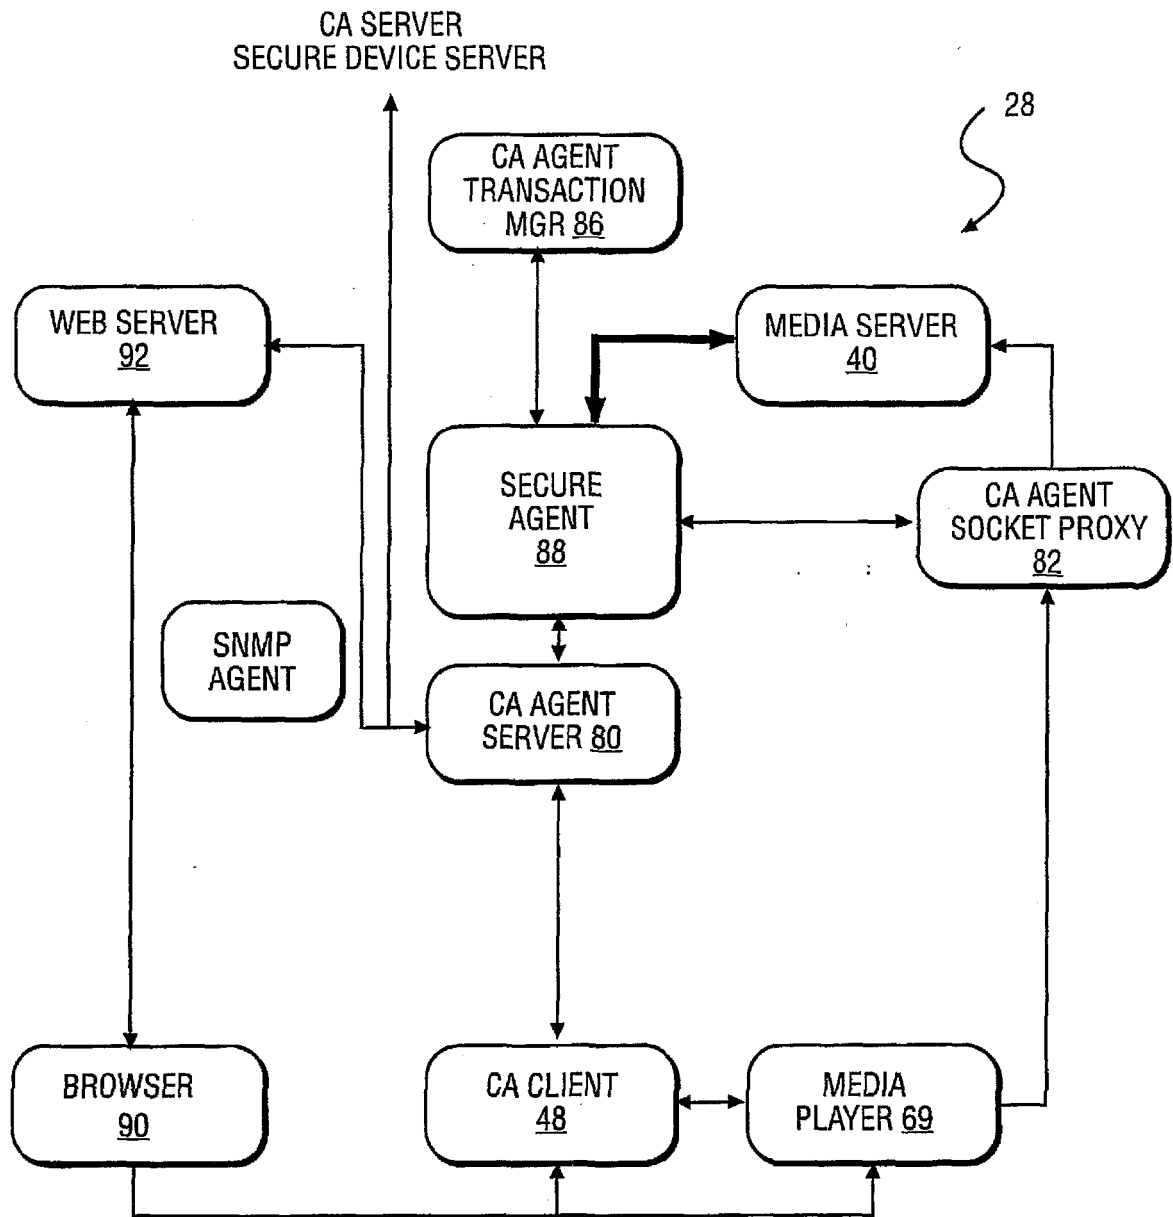 CA SERVER
SECURE DEVICE SERVER
28
CA AGENT
TRANSACTION
MGR 86
WEB SERVER
92
MEDIA SERVER
40
SECURE
AGENT
88
CA AGENT
SOCKET PROXY
82
SNMP
AGENT
CA AGENT
SERVER 80
BROWSER
90
CA CLIENT
48
MEDIA
PLAYER 69